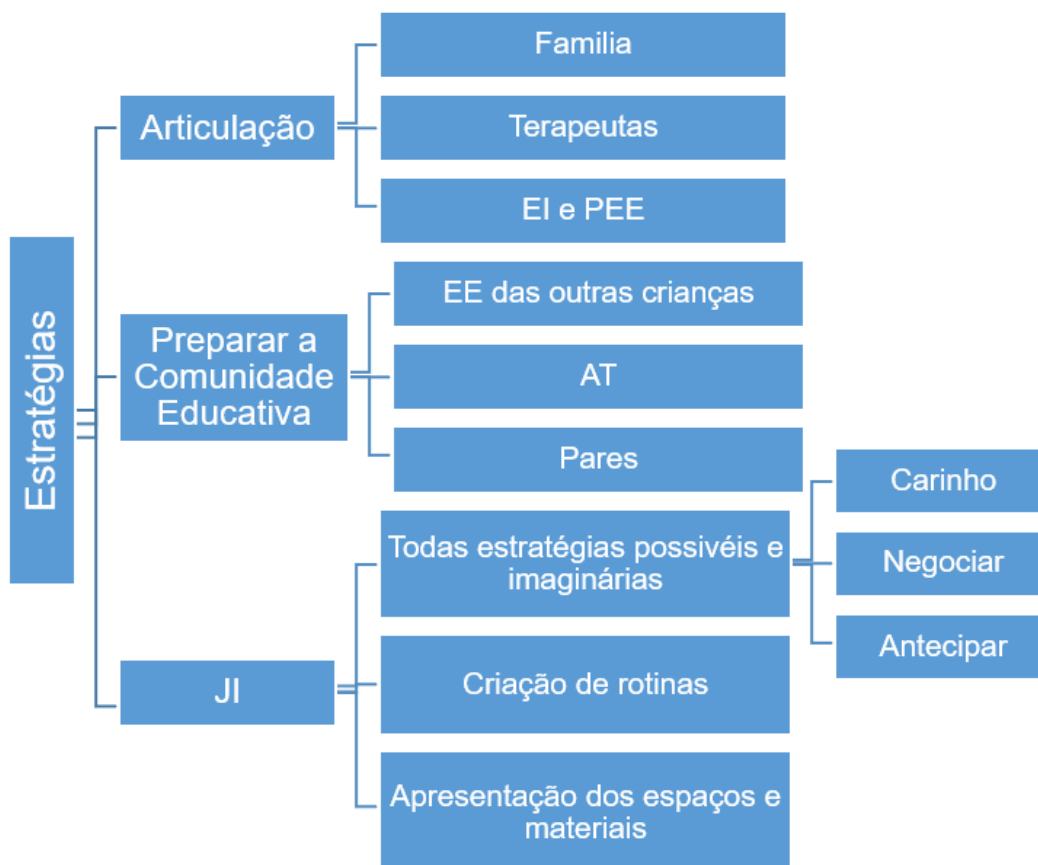 Estratégias
Articulação
Familia
Terapeutas
EI e PEE
Preparar a
Comunidade
Educativa
EE das outras crianças
AT
Pares
JI
Todas estratégias possivéis e
imaginárias
Carinho
Negociar
Antecipar
Criação de rotinas
Apresentação dos espaços e
materiais